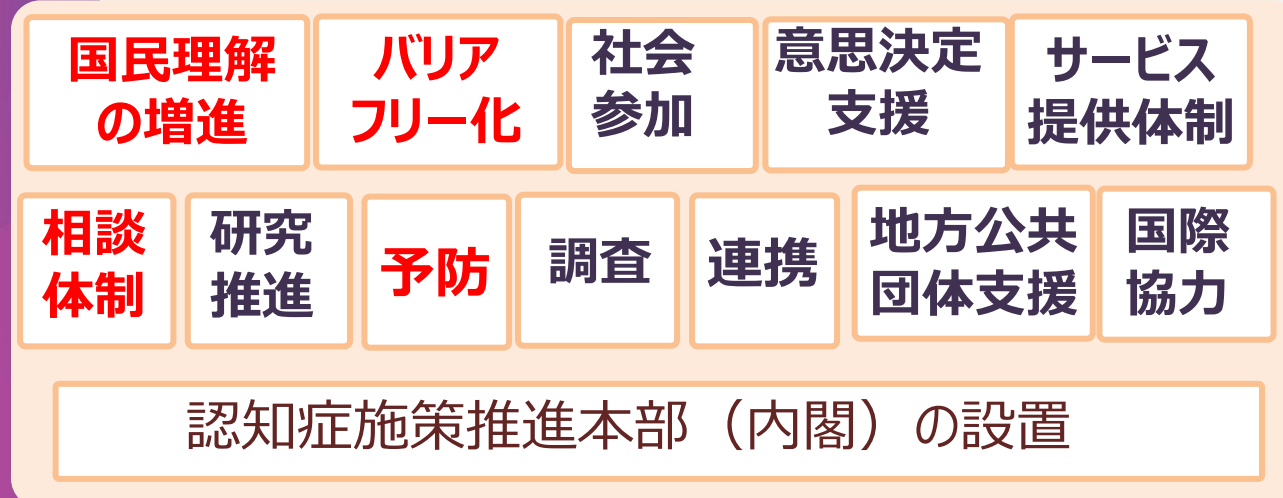 国民理解
の増進
バリア
フリー化
社会
参加
意思決定
支援
サービス
提供体制
相談
体制
研究
推進
予防
調査
連携
地方公共
団体支援
国際
協力
認知症施策推進本部（内閣）の設置